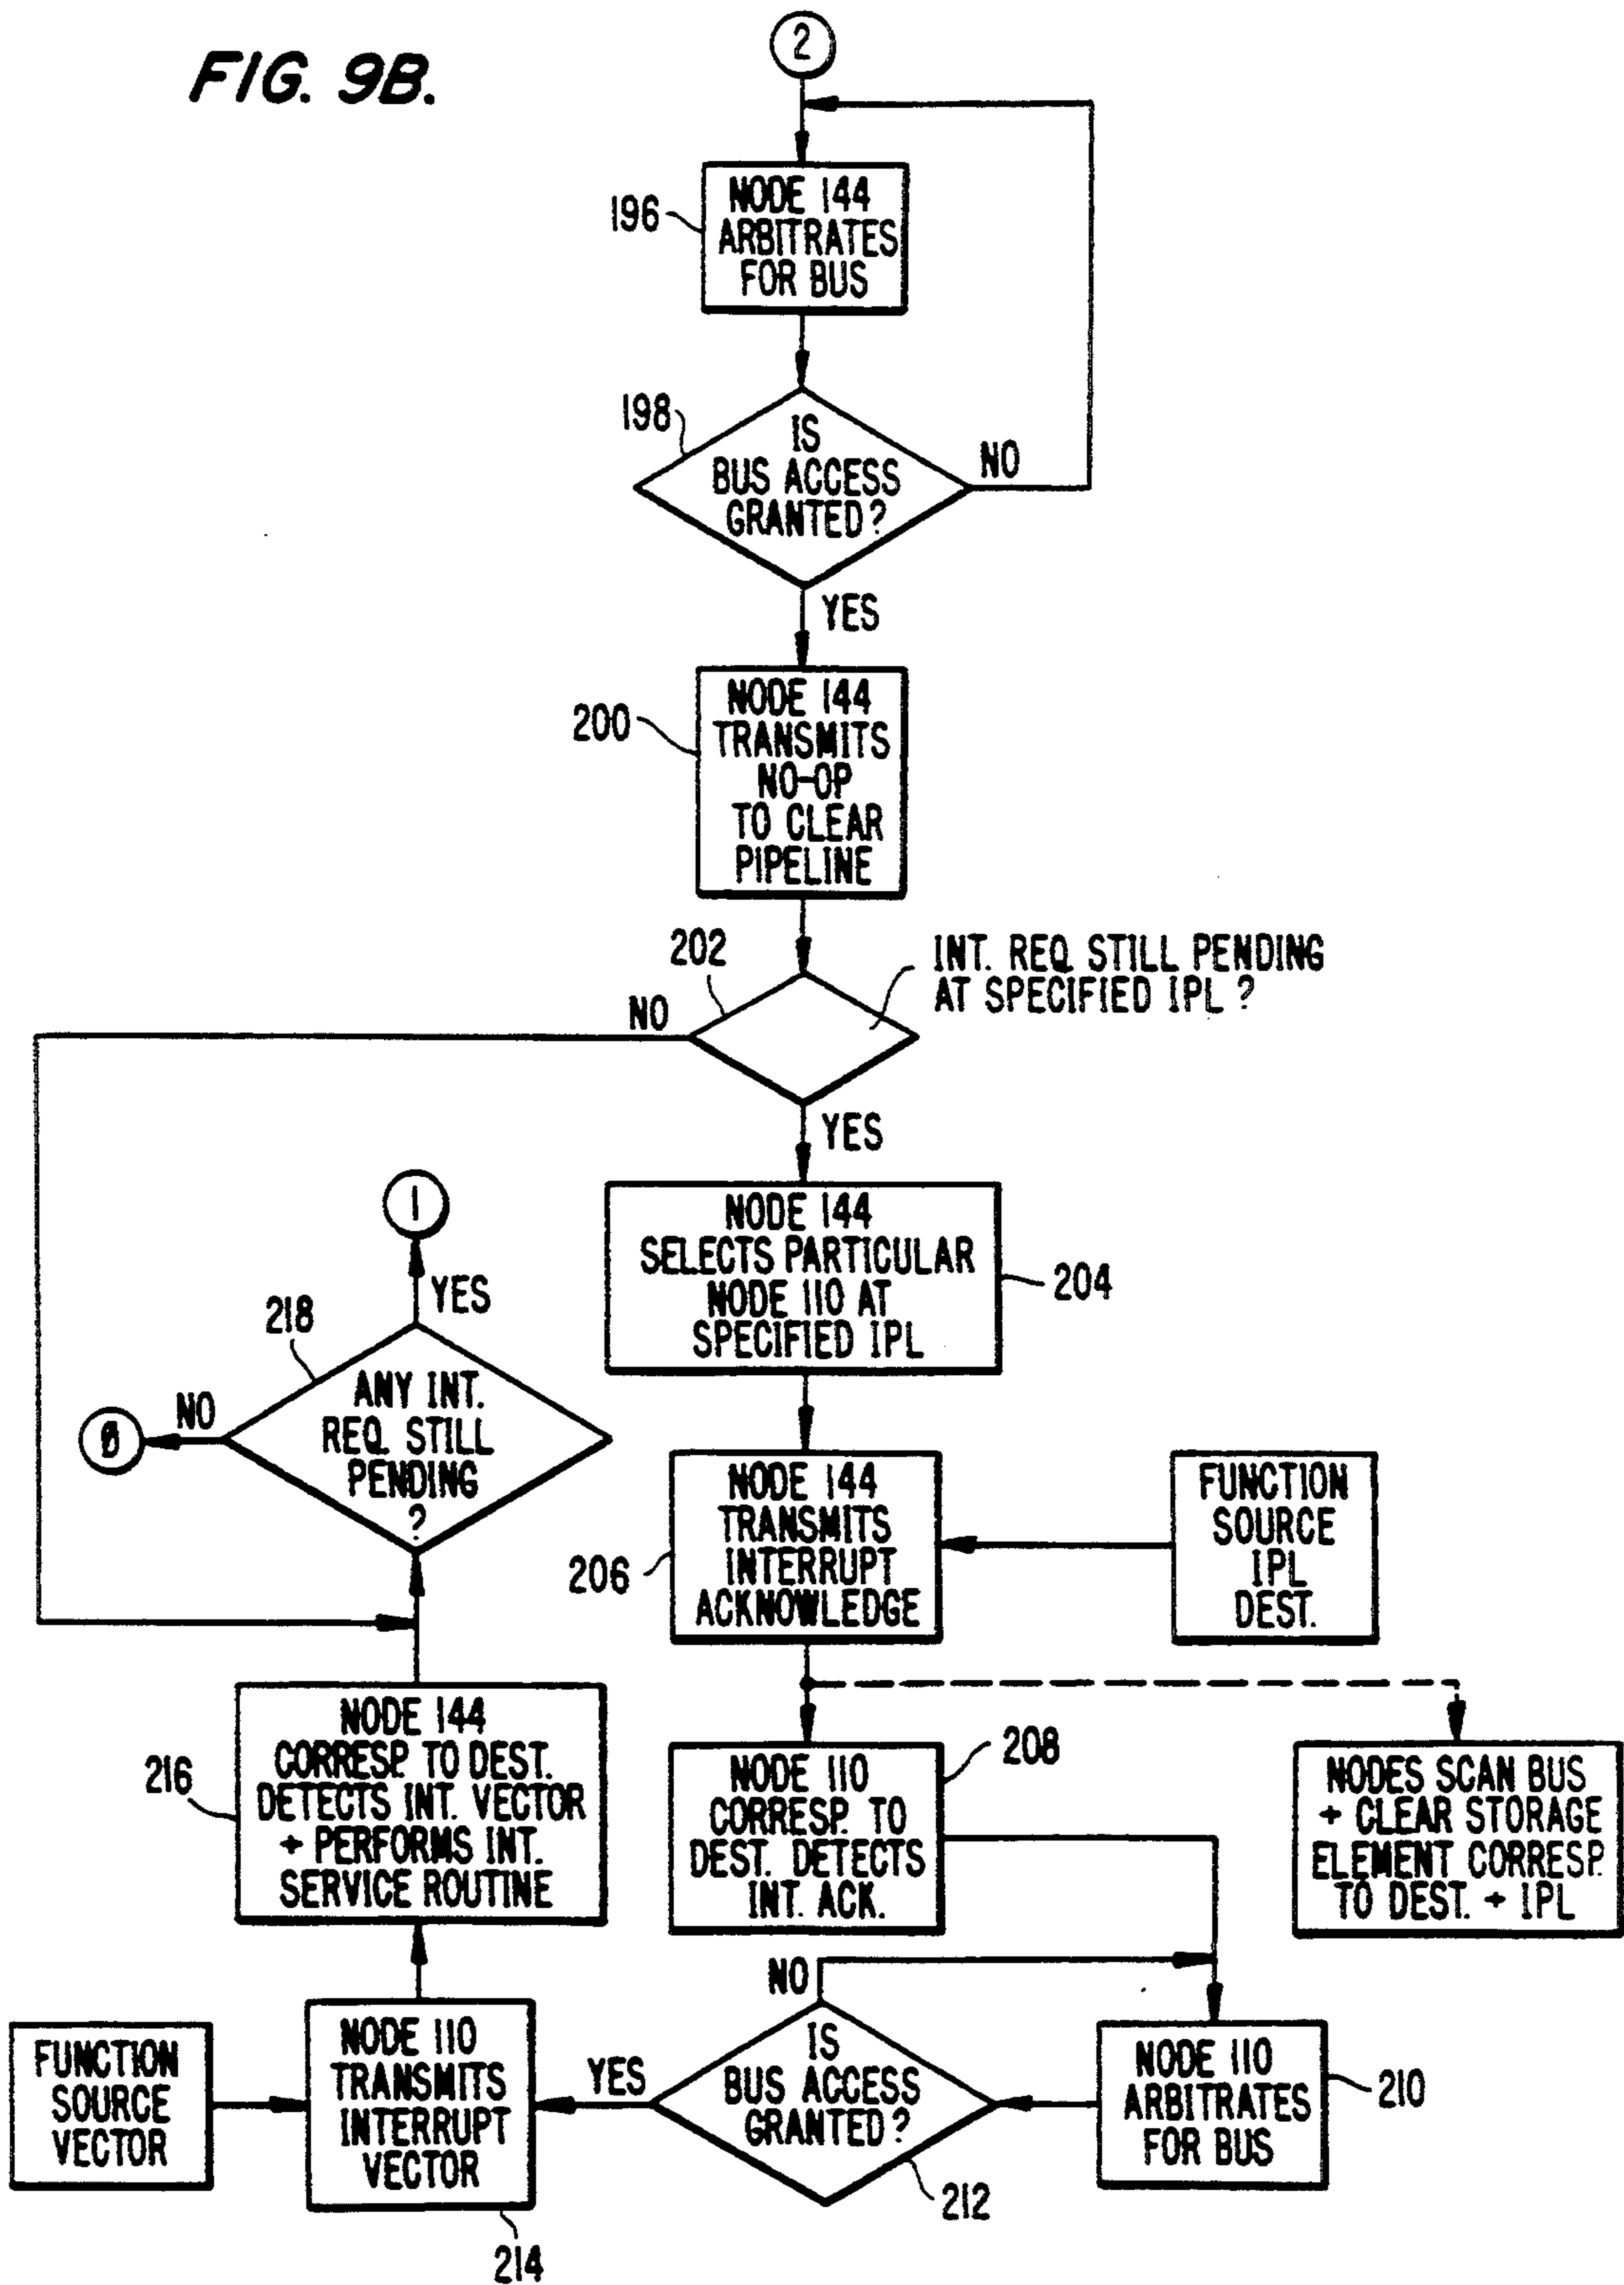 FIG. 9B.
2
196
NODE 144
ARBITRATES
FOR BUS
198
IS
BUS ACCESS
GRANTED?
NO
YES
200
NODE 144
TRANSMITS
NO-OP
TO CLEAR
PIPELINE
202
INT. REQ. STILL PENDING
AT SPECIFIED IPL ?
NO
YES
1
YES
204
NODE 144
SELECTS PARTICULAR
NODE 110 AT
SPECIFIED IPL
218
ANY INT.
REQ. STILL
PENDING
?
NO
0
206
NODE 144
TRANSMITS
INTERRUPT
ACKNOWLEDGE
FUNCTION
SOURCE
IPL
DEST.
216
NODE 144
CORRESP. TO DEST.
DETECTS INT. VECTOR
+ PERFORMS INT.
SERVICE ROUTINE
208
NODE 110
CORRESP. TO
DEST. DETECTS
INT. ACK.
NODES SCAN BUS
+ CLEAR STORAGE
ELEMENT CORRESP.
TO DEST. + IPL
NO
FUNCTION
SOURCE
VECTOR
NODE 110
TRANSMITS
INTERRUPT
VECTOR
214
YES
IS
BUS ACCESS
GRANTED?
212
NODE 110
ARBITRATES
FOR BUS
210